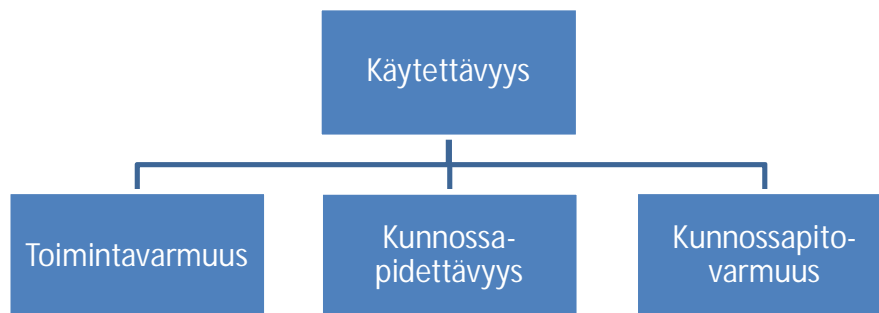 Käytettävyys
Toimintavarmuus
Kunnossa-
pidettävyys
Kunnossapito-
varmuus